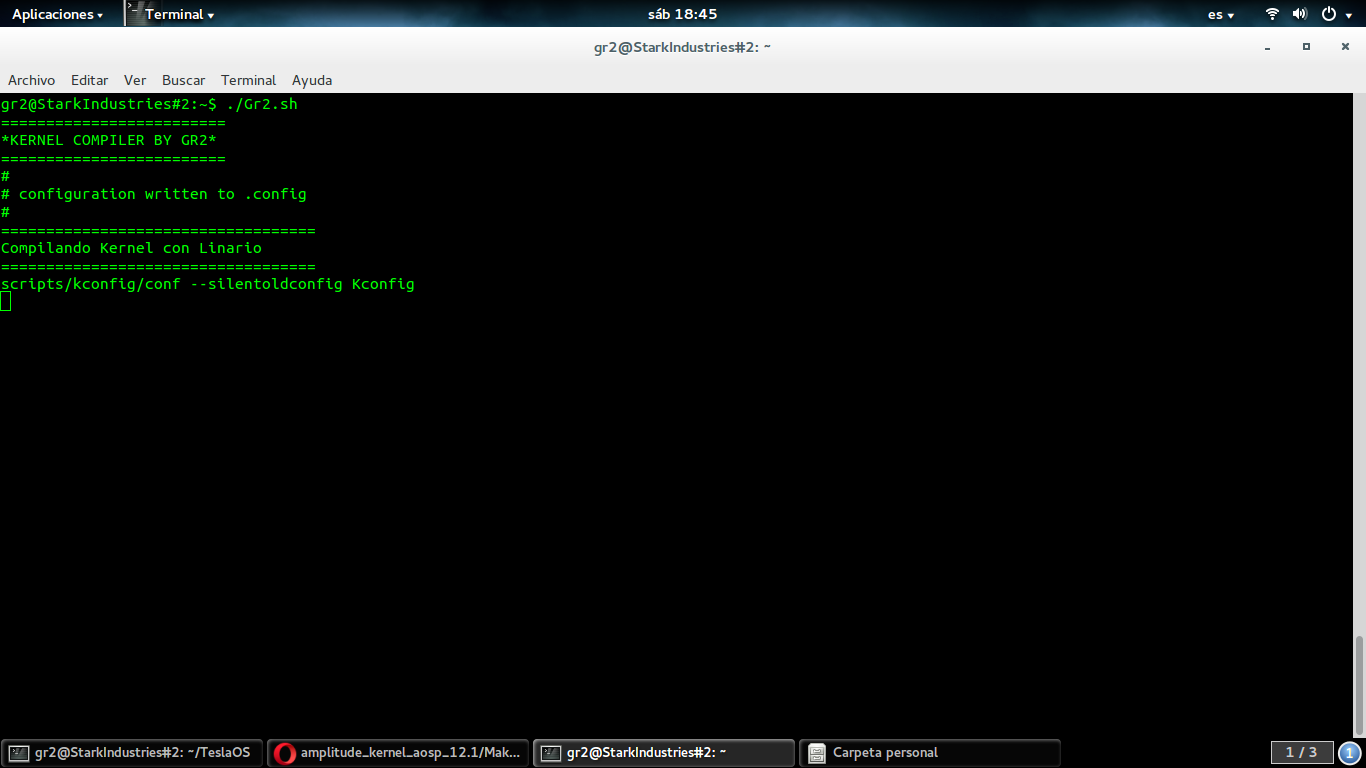 Aplicaciones Terminal sáb 18:45 es
gr2@StarkIndustries#2: ~
Archivo Editar Ver Buscar Terminal Ayuda
gr2@StarkIndustries#2:~$ ./Gr2.sh
=========================
*KERNEL COMPILER BY GR2*
=========================
#
# configuration written to .config
#
===================================
Compilando Kernel con Linario
===================================
scripts/kconfig/conf --silentoldconfig Kconfig
gr2@StarkIndustries#2: ~/TeslaOS amplitude_kernel_aosp_12.1/Mak... gr2@StarkIndustries#2: ~ Carpeta personal 1 / 3 1